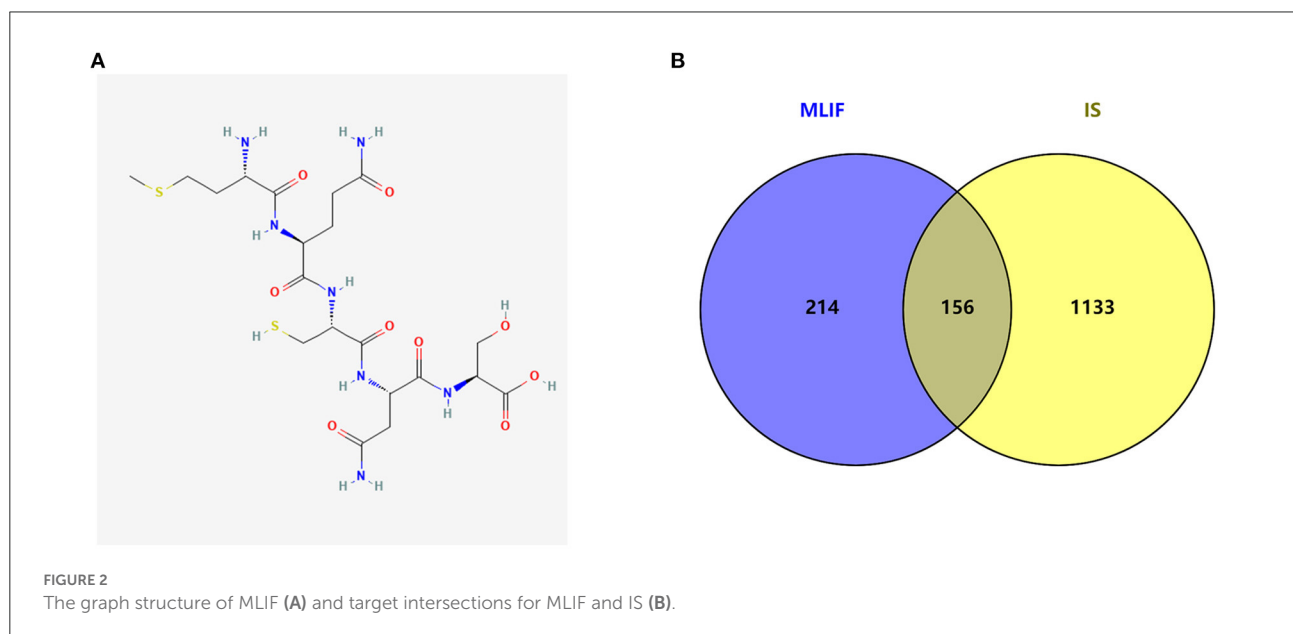 A
B
MLIF
IS
H
H
N
H
H
N
S
O
O
N
H
O
N
H
H
S
O
H
O
O
N
H
N
H
O
H
O
O
N
H
H
214
156
1133
FIGURE 2
The graph structure of MLIF (A) and target intersections for MLIF and IS (B).